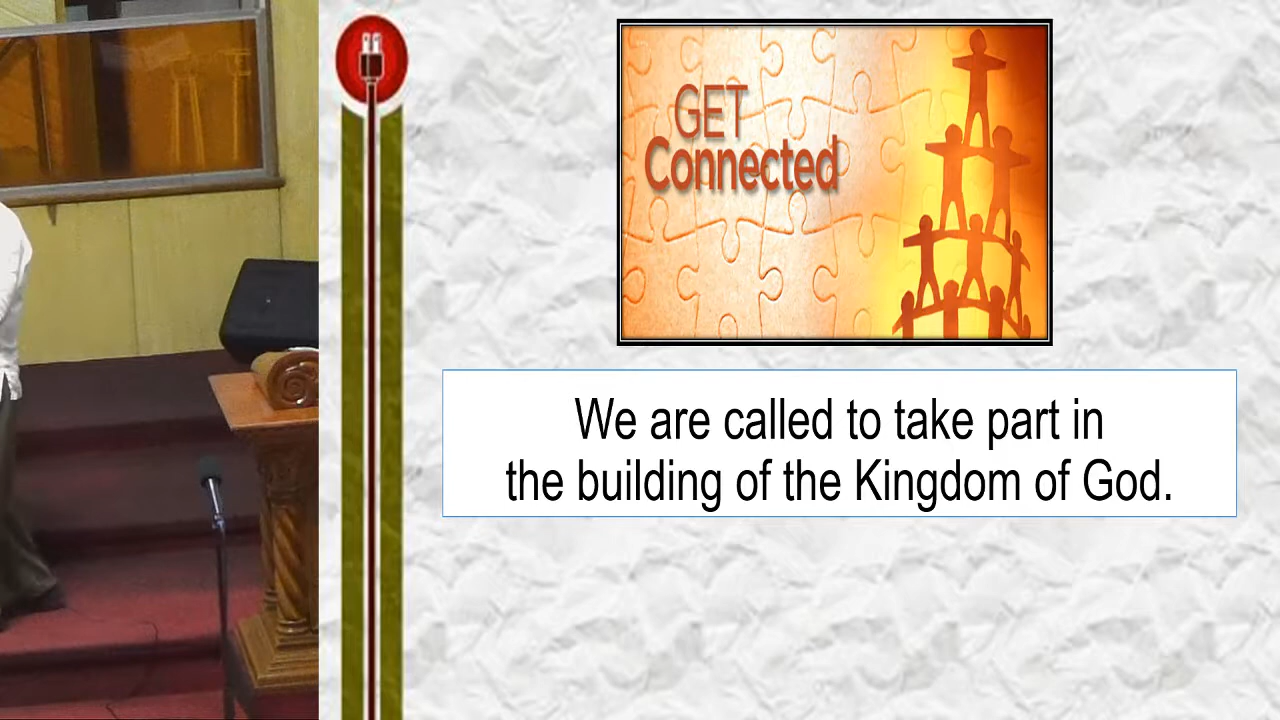 GET
Connected
We are called to take part in
the building of the Kingdom of God.